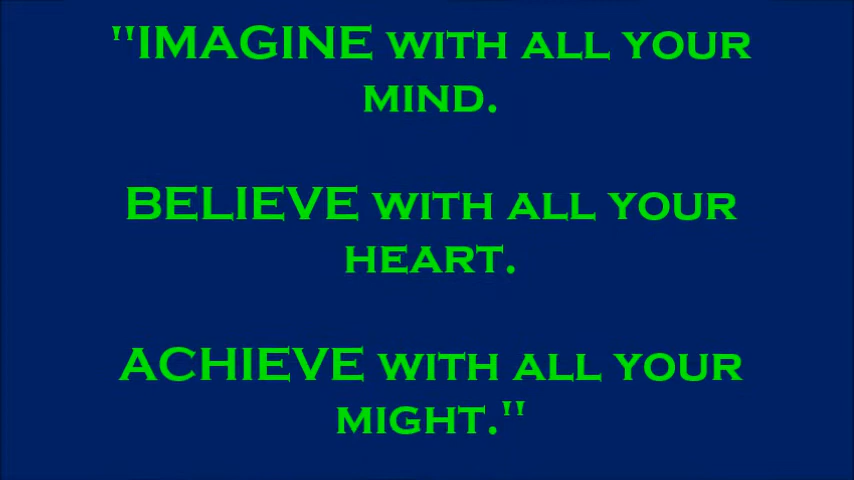 "IMAGINE WITH ALL YOUR
MIND.
BELIEVE WITH ALL YOUR
HEART.
ACHIEVE WITH ALL YOUR
MIGHT."